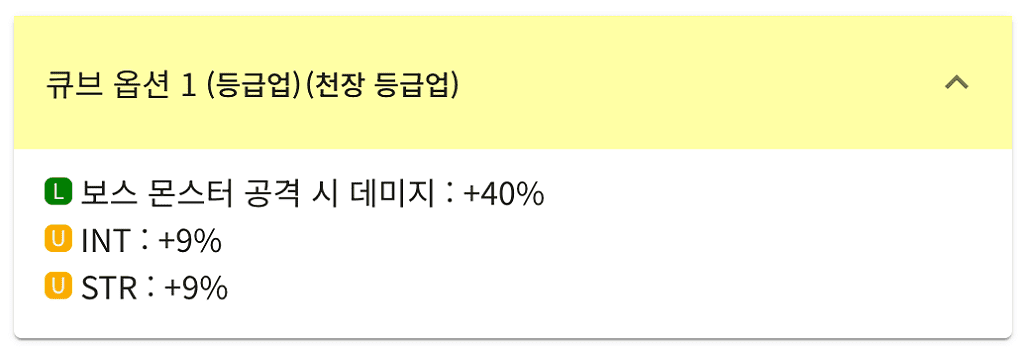 큐브 옵션 1 (등급업)(천장 등급업)
L 보스 몬스터 공격 시 데미지 : +40%
U INT : +9%
U STR : +9%